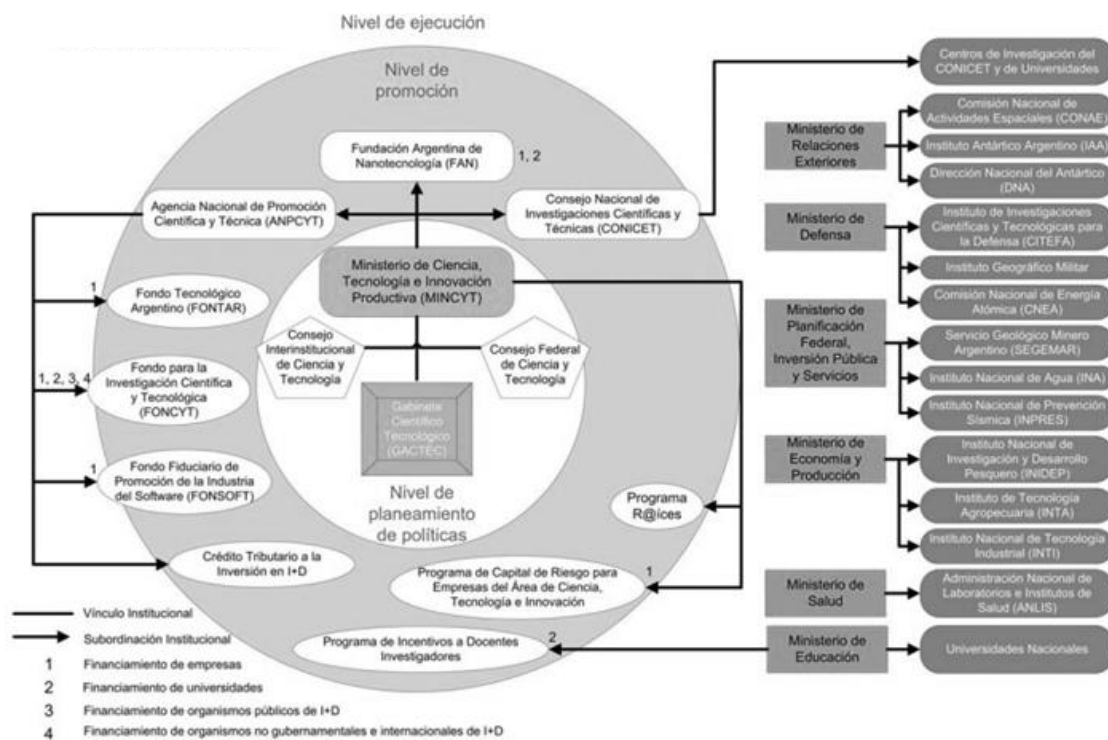 Nivel de ejecución
Nivel de
promoción
Fundación Argentina de
Nanotecnología (FAN)
1, 2
Agencia Nacional de Promoción
Científica y Técnica (ANPCYT)
Consejo Nacional de
Investigaciones Científicas y
Técnicas (CONICET)
Ministerio de Ciencia,
Tecnología e Innovación
Productiva (MINCYT)
1
Fondo Tecnológico
Argentino (FONTAR)
Consejo
Interinstitucional
de Ciencia y
Tecnología
Consejo Federal
de Ciencia y
Tecnología
1, 2, 3, 4
Fondo para la
Investigación Científica
y Tecnológica
(FONCYT)
Gabinete
Científico
Tecnológico
(GACTEC)
1
Fondo Fiduciario de
Promoción de la Industria
del Software (FONSOFT)
Nivel de
planeamiento
de políticas
Programa
R@íces
Crédito Tributario a la
Inversión en I+D
Programa de Capital de Riesgo para
Empresas del Área de Ciencia,
Tecnología e Innovación
1
Programa de Incentivos a Docentes
Investigadores
2
Centros de Investigación del
CONICET y de Universidades
Ministerio de
Relaciones
Exteriores
Comisión Nacional de
Actividades Espaciales (CONAE)
Instituto Antártico Argentino (IAA)
Dirección Nacional del Antártico
(DNA)
Ministerio de
Defensa
Instituto de Investigaciones
Científicas y Tecnológicas para
la Defensa (CITEFA)
Instituto Geográfico Militar
Ministerio de
Planificación
Federal,
Inversión Pública
y Servicios
Comisión Nacional de Energía
Atómica (CNEA)
Servicio Geológico Minero
Argentino (SEGEMAR)
Instituto Nacional de Agua (INA)
Instituto Nacional de Prevención
Sísmica (INPRES)
Ministerio de
Economía y
Producción
Instituto Nacional de
Investigación y Desarrollo
Pesquero (INIDEP)
Instituto de Tecnología
Agropecuaria (INTA)
Instituto Nacional de Tecnología
Industrial (INTI)
Ministerio de
Salud
Administración Nacional de
Laboratorios e Institutos de
Salud (ANLIS)
Ministerio de
Educación
Universidades Nacionales
Vínculo Institucional
Subordinación Institucional
1 Financiamiento de empresas
2 Financiamiento de universidades
3 Financiamiento de organismos públicos de I+D
4 Financiamiento de organismos no gubernamentales e internacionales de I+D